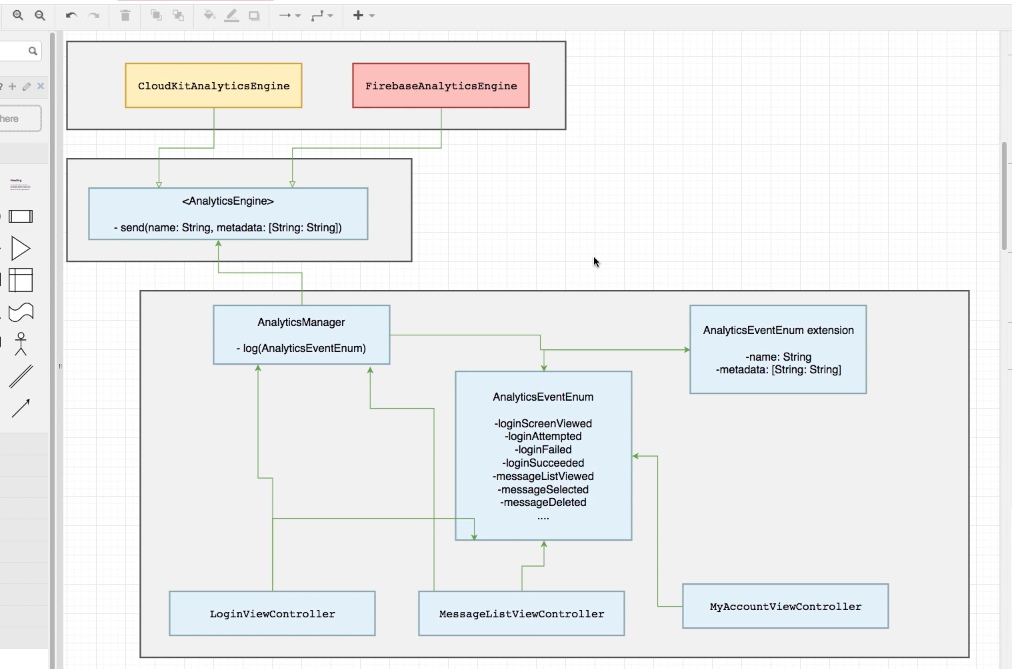 CloudKitAnalyticsEngine
FirebaseAnalyticsEngine
here
<AnalyticsEngine>
- send(name: String, metadata: [String: String])
AnalyticsManager
- log(AnalyticsEventEnum)
AnalyticsEventEnum extension
-name: String
-metadata: [String: String]
AnalyticsEventEnum
-loginScreenViewed
-loginAttempted
-loginFailed
-loginSucceeded
-messageListViewed
-messageSelected
-messageDeleted
....
LoginViewController
MessageListViewController
MyAccountViewController